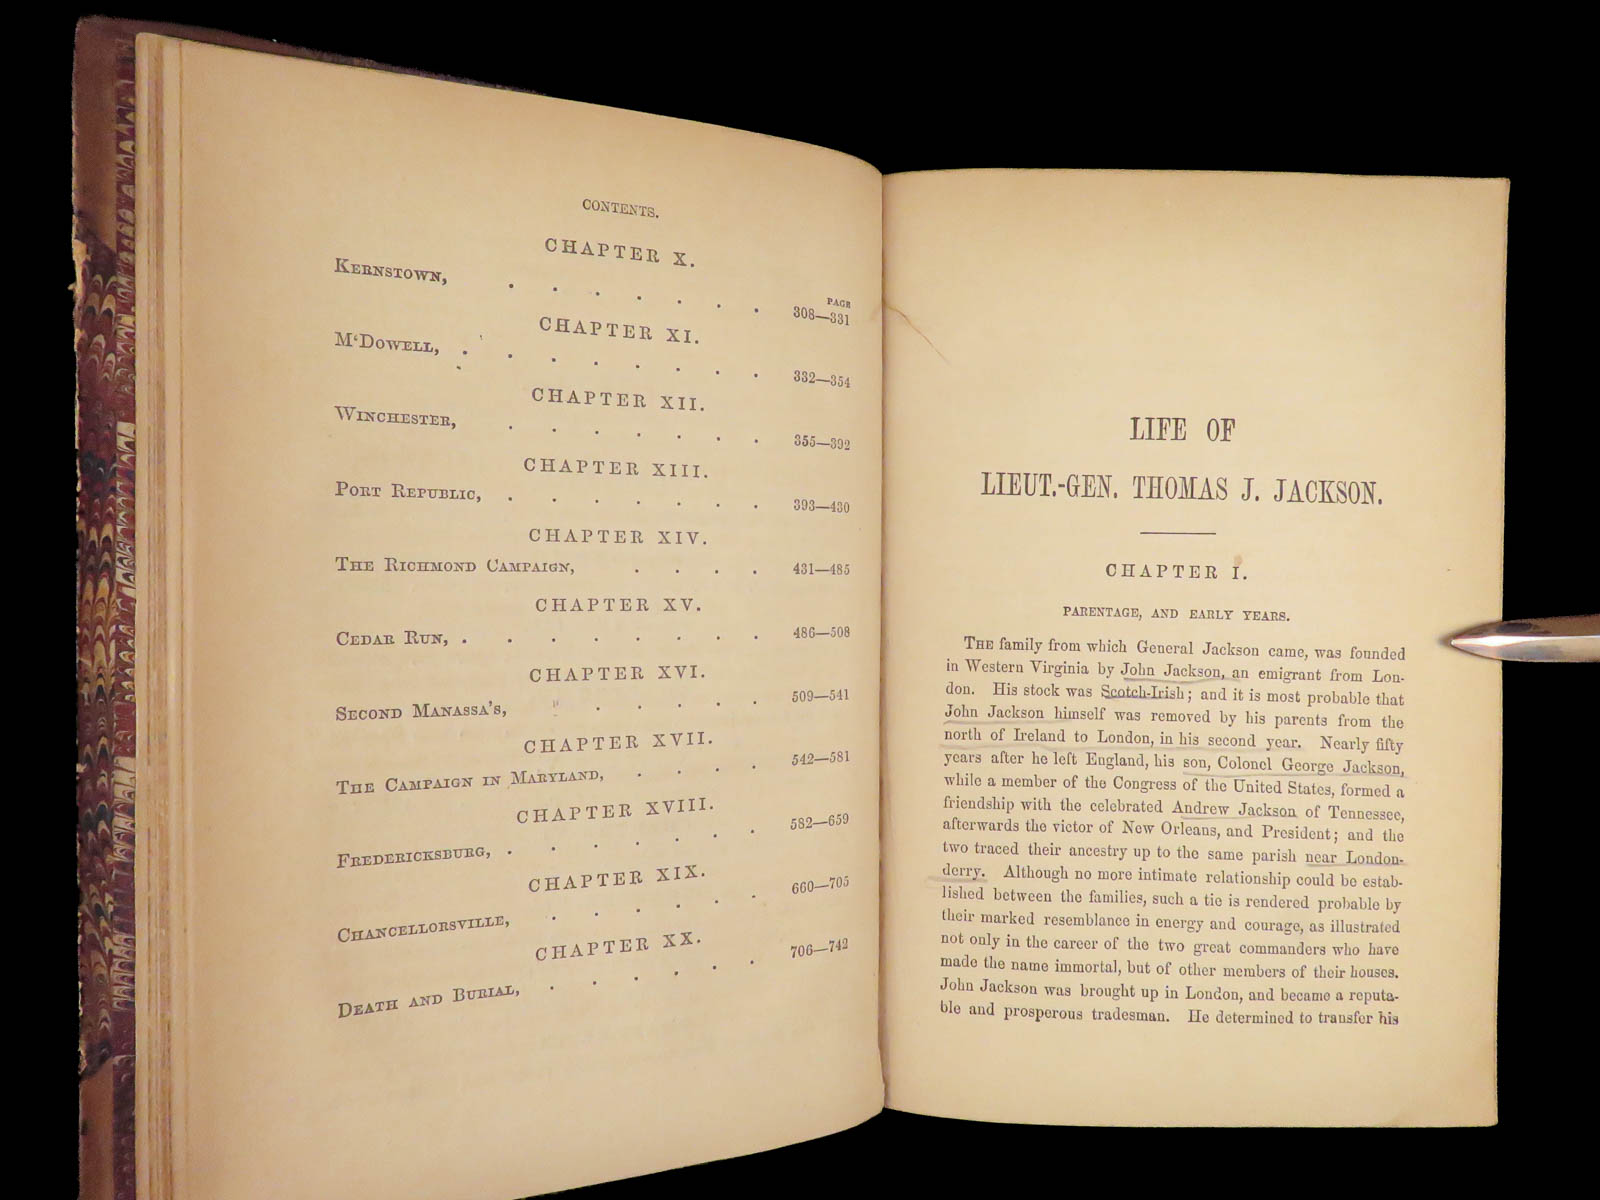 CONTENTS.
CHAPTER X.
PAGE
KERNSTOWN, . . . . . . . 308—331
CHAPTER XI.
M‘DOWELL, . . . . . . . . 332—354
CHAPTER XII.
WINCHESTER, . . . . . . . 355—392
CHAPTER XIII.
PORT REPUBLIC, . . . . . . . 393—430
CHAPTER XIV.
THE RICHMOND CAMPAIGN, . . . . 431—485
CHAPTER XV.
CEDAR RUN, . . . . . . . . 486—508
CHAPTER XVI.
SECOND MANASSA'S, . . . . . 509—541
CHAPTER XVII.
THE CAMPAIGN IN MARYLAND, . . . . 542—581
CHAPTER XVIII.
FREDERICKSBURG, . . . . . . . 582—659
CHAPTER XIX.
CHANCELLORSVILLE, . . . . . . 660—705
CHAPTER XX.
DEATH AND BURIAL, . . . . . . 706—742
LIFE OF
LIEUT.-GEN. THOMAS J. JACKSON.
CHAPTER I.
PARENTAGE, AND EARLY YEARS.
THE family from which General Jackson came, was founded
in Western Virginia by John Jackson, an emigrant from Lon-
don. His stock was Scotch-Irish; and it is most probable that
John Jackson himself was removed by his parents from the
north of Ireland to London, in his second year. Nearly fifty
years after he left England, his son, Colonel George Jackson,
while a member of the Congress of the United States, formed a
friendship with the celebrated Andrew Jackson of Tennessee,
afterwards the victor of New Orleans, and President; and the
two traced their ancestry up to the same parish near London-
derry. Although no more intimate relationship could be estab-
lished between the families, such a tie is rendered probable by
their marked resemblance in energy and courage, as illustrated
not only in the career of the two great commanders who have
made the name immortal, but of other members of their houses.
John Jackson was brought up in London, and became a reputa-
ble and prosperous tradesman. He determined to transfer his